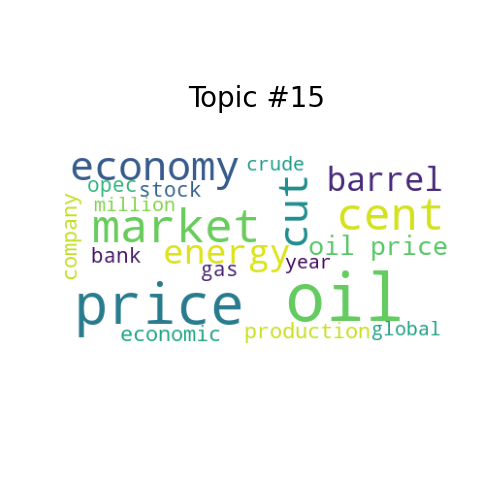 Topic #15
economy
crude
barrel
opec
stock
cut
million
company
market
cent
energy
oil price
bank
gas
year
price
oil
economic
production
global